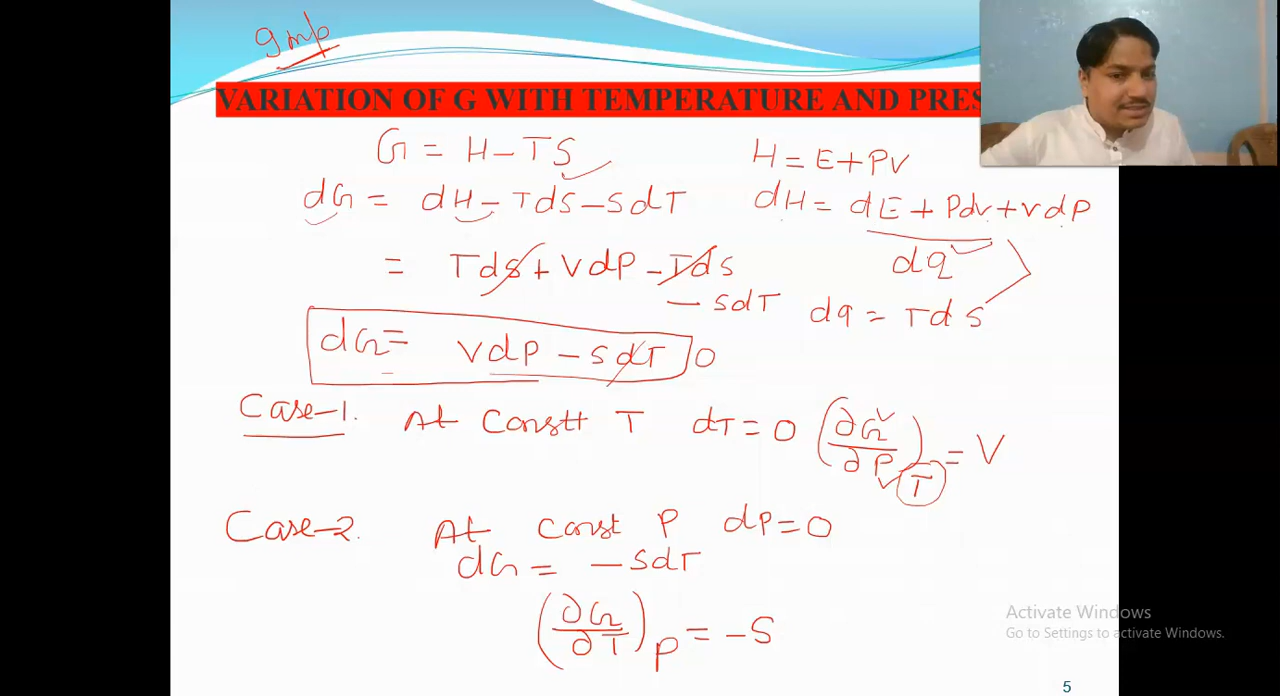 gmp
VARIATION OF G WITH TEMPERATURE AND PRES
G = H - TS
H = E + PV
dG = dH - TdS - SdT
dH = dE + Pdv + vdP
= Tds + VdP - Tds
- SdT
dq
dq = TdS
dG = VdP - SdT 0
Case-1. At Constt T dT = 0 (∂G/∂P)T = V
Case-2. At Const P dP = 0
dG = - SdT
(∂G/∂T)P = -S
Activate Windows
Go to Settings to activate Windows.
5